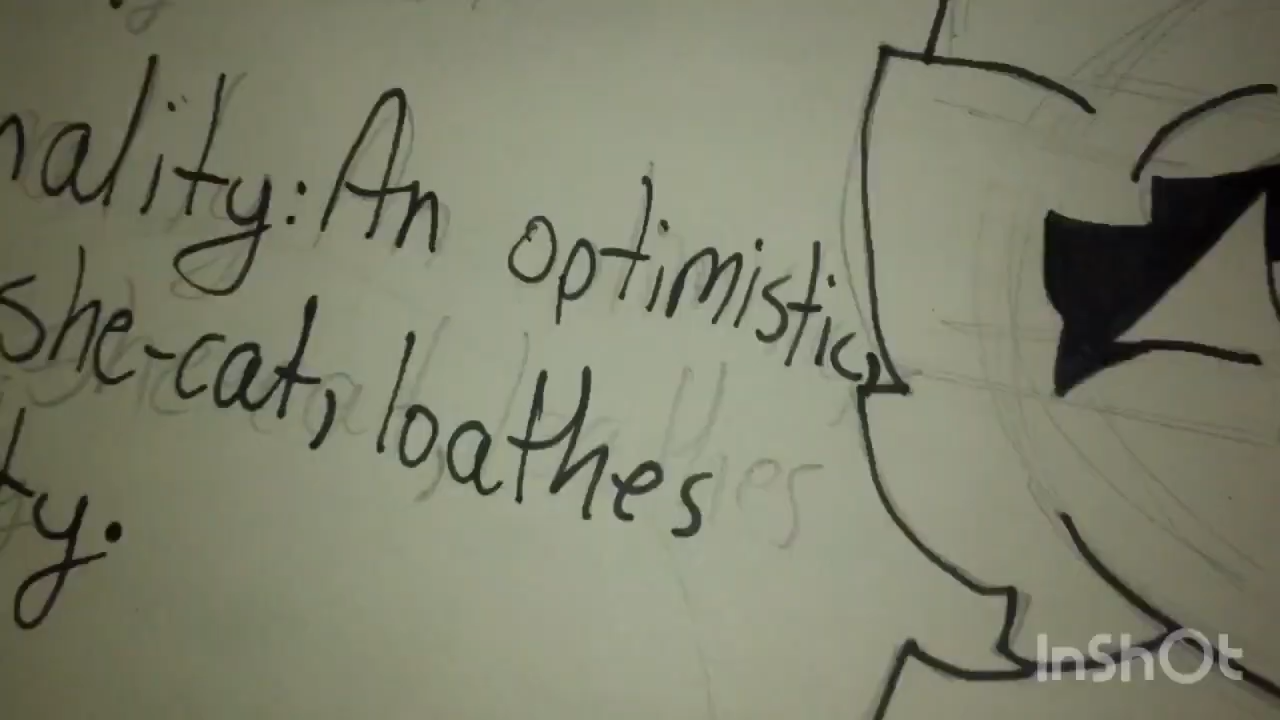 nality: An optimistic,
she-cat, loathes
ty.
InShOt